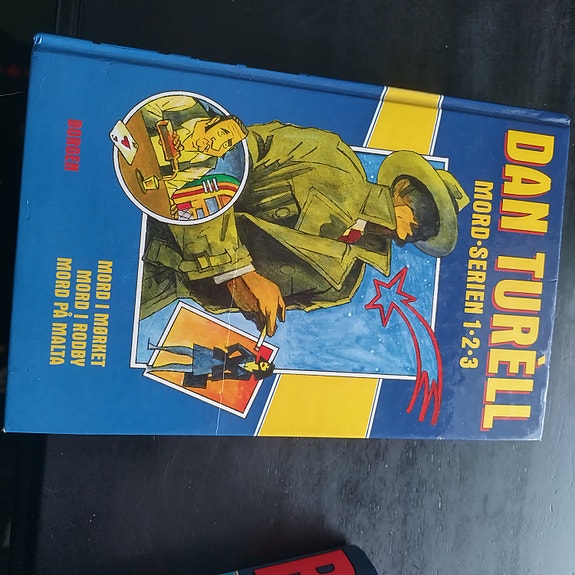 DAN TURÈLL
MORD·SERIEN 1·2·3
MORD I MØRKET
MORD I RODBY
MORD PÅ MALTA
BORGEN